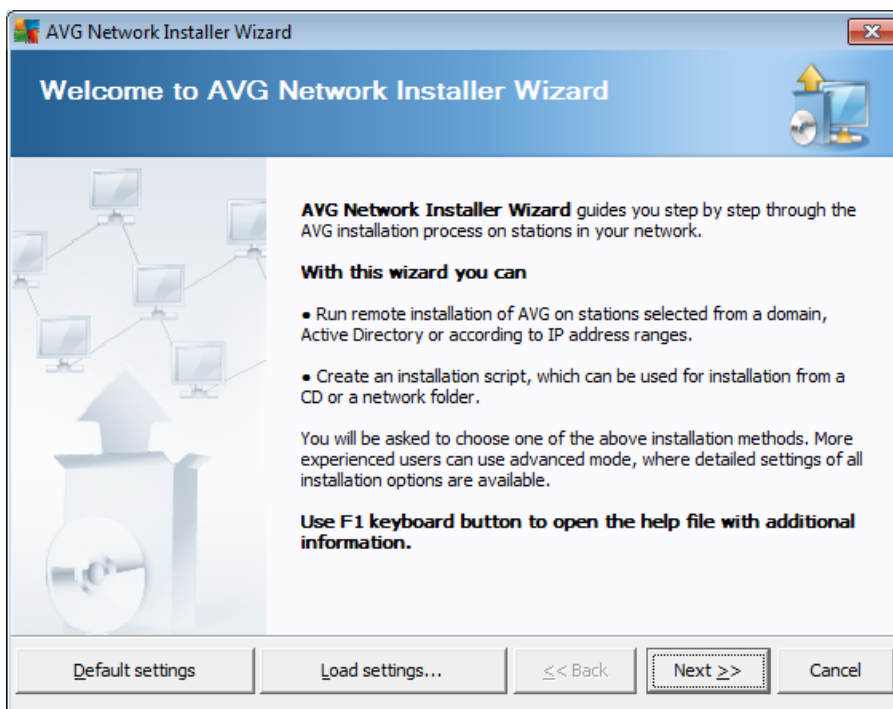 AVG Network Installer Wizard
Welcome to AVG Network Installer Wizard
AVG Network Installer Wizard guides you step by step through the
AVG installation process on stations in your network.
With this wizard you can
● Run remote installation of AVG on stations selected from a domain,
Active Directory or according to IP address ranges.
● Create an installation script, which can be used for installation from a
CD or a network folder.
You will be asked to choose one of the above installation methods. More
experienced users can use advanced mode, where detailed settings of all
installation options are available.
Use F1 keyboard button to open the help file with additional
information.
Default settings
Load settings...
<< Back
Next >>
Cancel